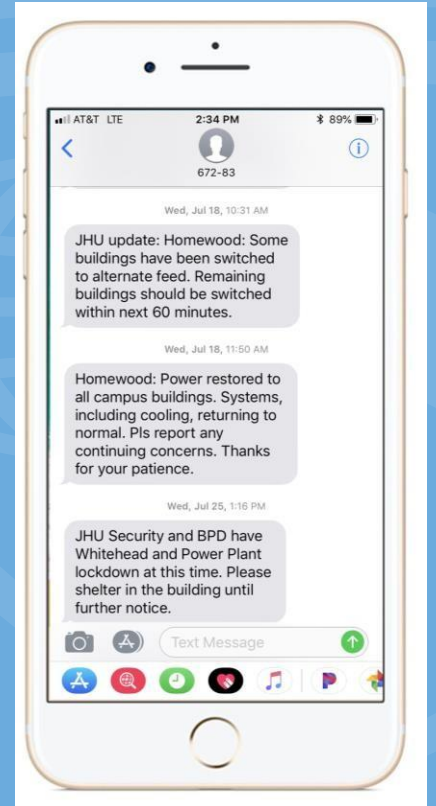 AT&T LTE 2:34 PM 89%
672-83
Wed, Jul 18, 10:31 AM
JHU update: Homewood: Some
buildings have been switched
to alternate feed. Remaining
buildings should be switched
within next 60 minutes.
Wed, Jul 18, 11:50 AM
Homewood: Power restored to
all campus buildings. Systems,
including cooling, returning to
normal. Pls report any
continuing concerns. Thanks
for your patience.
Wed, Jul 25, 1:16 PM
JHU Security and BPD have
Whitehead and Power Plant
lockdown at this time. Please
shelter in the building until
further notice.
Text Message